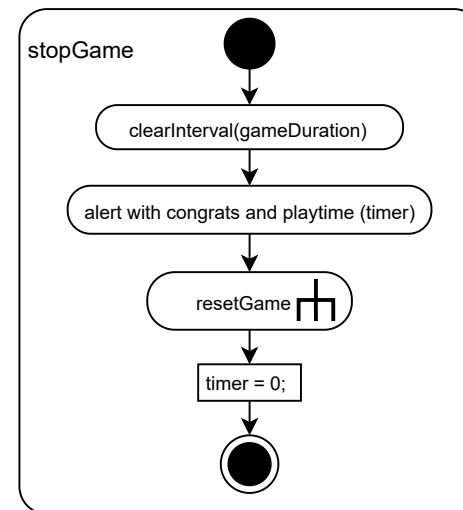 stopGame
clearInterval(gameDuration)
alert with congrats and playtime (timer)
resetGame
timer = 0;